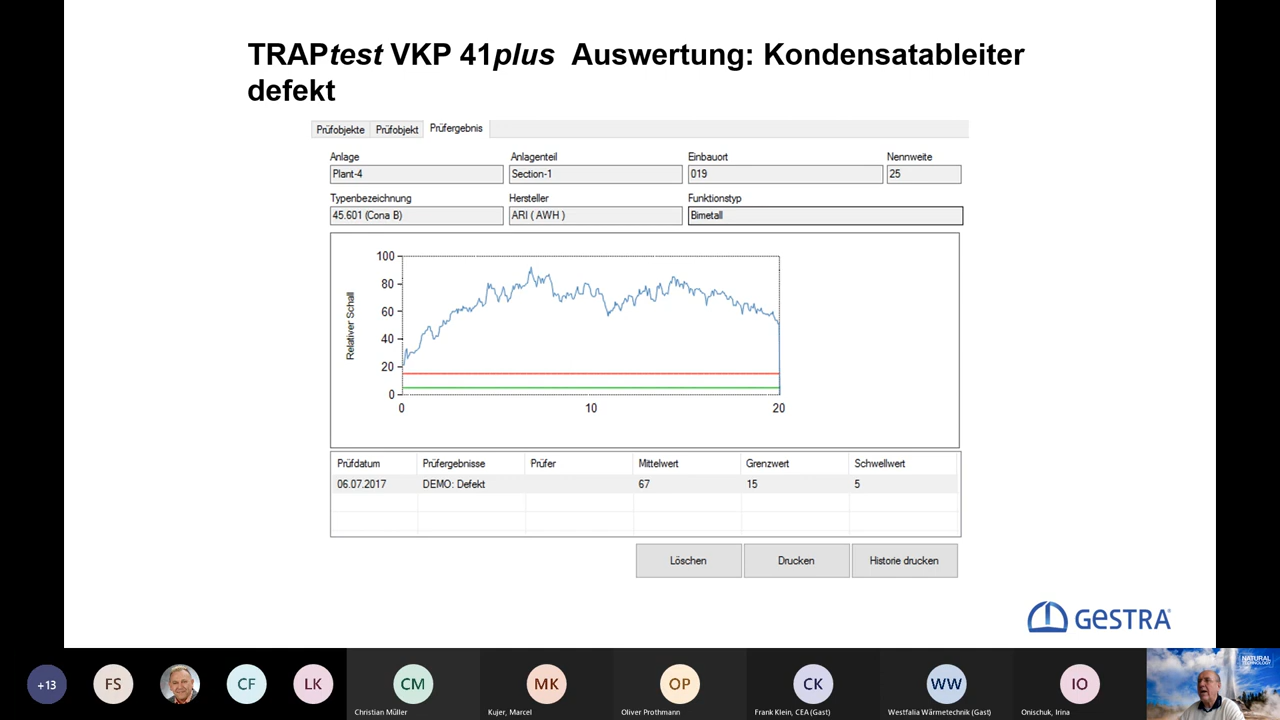 TRAPtest VKP 41plus Auswertung: Kondensatableiter
defekt
Prüfobjekte Prüfobjekt Prüfergebnis
Anlage Anlagenteil Einbauort Nennweite
Plant-4 Section-1 019 25
Typenbezeichnung Hersteller Funktionstyp
45.601 (Cona B) ARI ( AWH ) Bimetall
100
80
60
40
20
0
Relativer Schall
0 10 20
Prüfdatum Prüfergebnisse Prüfer Mittelwert Grenzwert Schwellwert
06.07.2017 DEMO: Defekt 67 15 5
Löschen Drucken Historie drucken
GESTRA
+13 FS CF LK CM MK OP CK WW IO
Christian Müller Kujer, Marcel Oliver Prothmann Frank Klein, CEA (Gast) Westfalia Wärmetechnik (Gast) Onischuk, Irina
NATURAL
TECHNOLOGY